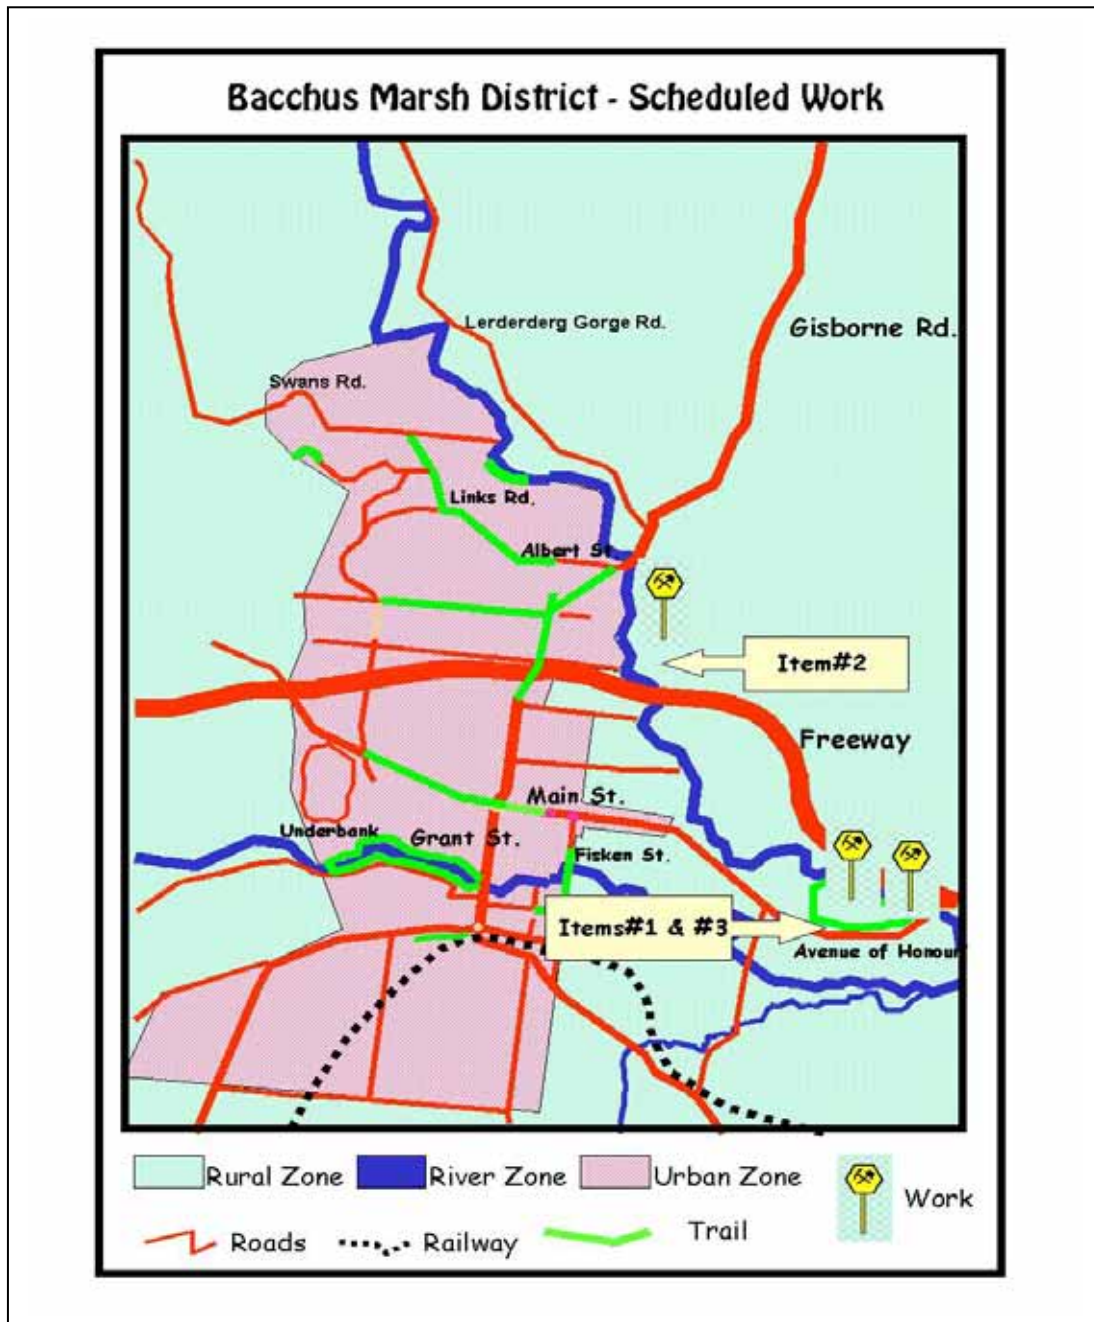 Bacchus Marsh District - Scheduled Work
Lerderderg Gorge Rd.
Gisborne Rd.
Swans Rd.
Links Rd.
Albert St.
Item#2
Freeway
Main St.
Underbank
Grant St.
Fisken St.
Items#1 & #3
Avenue of Honour
Rural Zone
River Zone
Urban Zone
Work
Roads
Railway
Trail